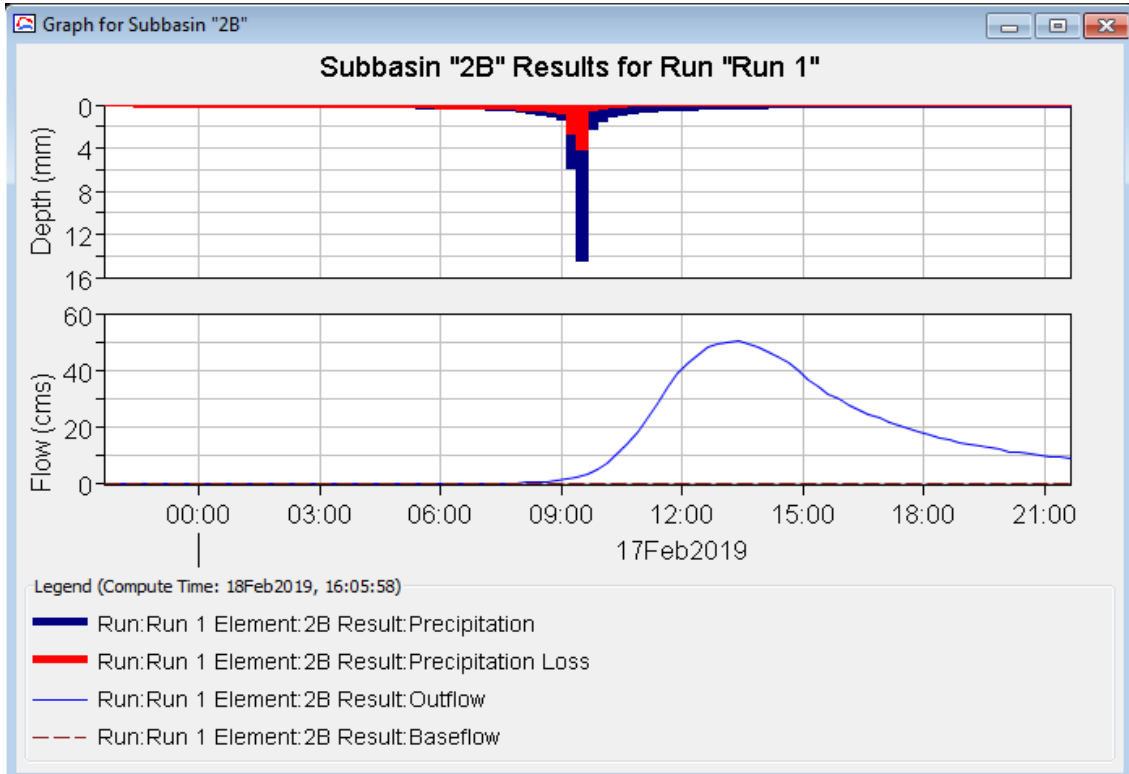 Graph for Subbasin "2B"
Subbasin "2B" Results for Run "Run 1"
0
4
8
12
16
Depth (mm)
60
40
20
0
Flow (cms)
00:00 03:00 06:00 09:00 12:00 15:00 18:00 21:00
17Feb2019
Legend (Compute Time: 18Feb2019, 16:05:58)
Run:Run 1 Element:2B Result:Precipitation
Run:Run 1 Element:2B Result:Precipitation Loss
Run:Run 1 Element:2B Result:Outflow
Run:Run 1 Element:2B Result:Baseflow